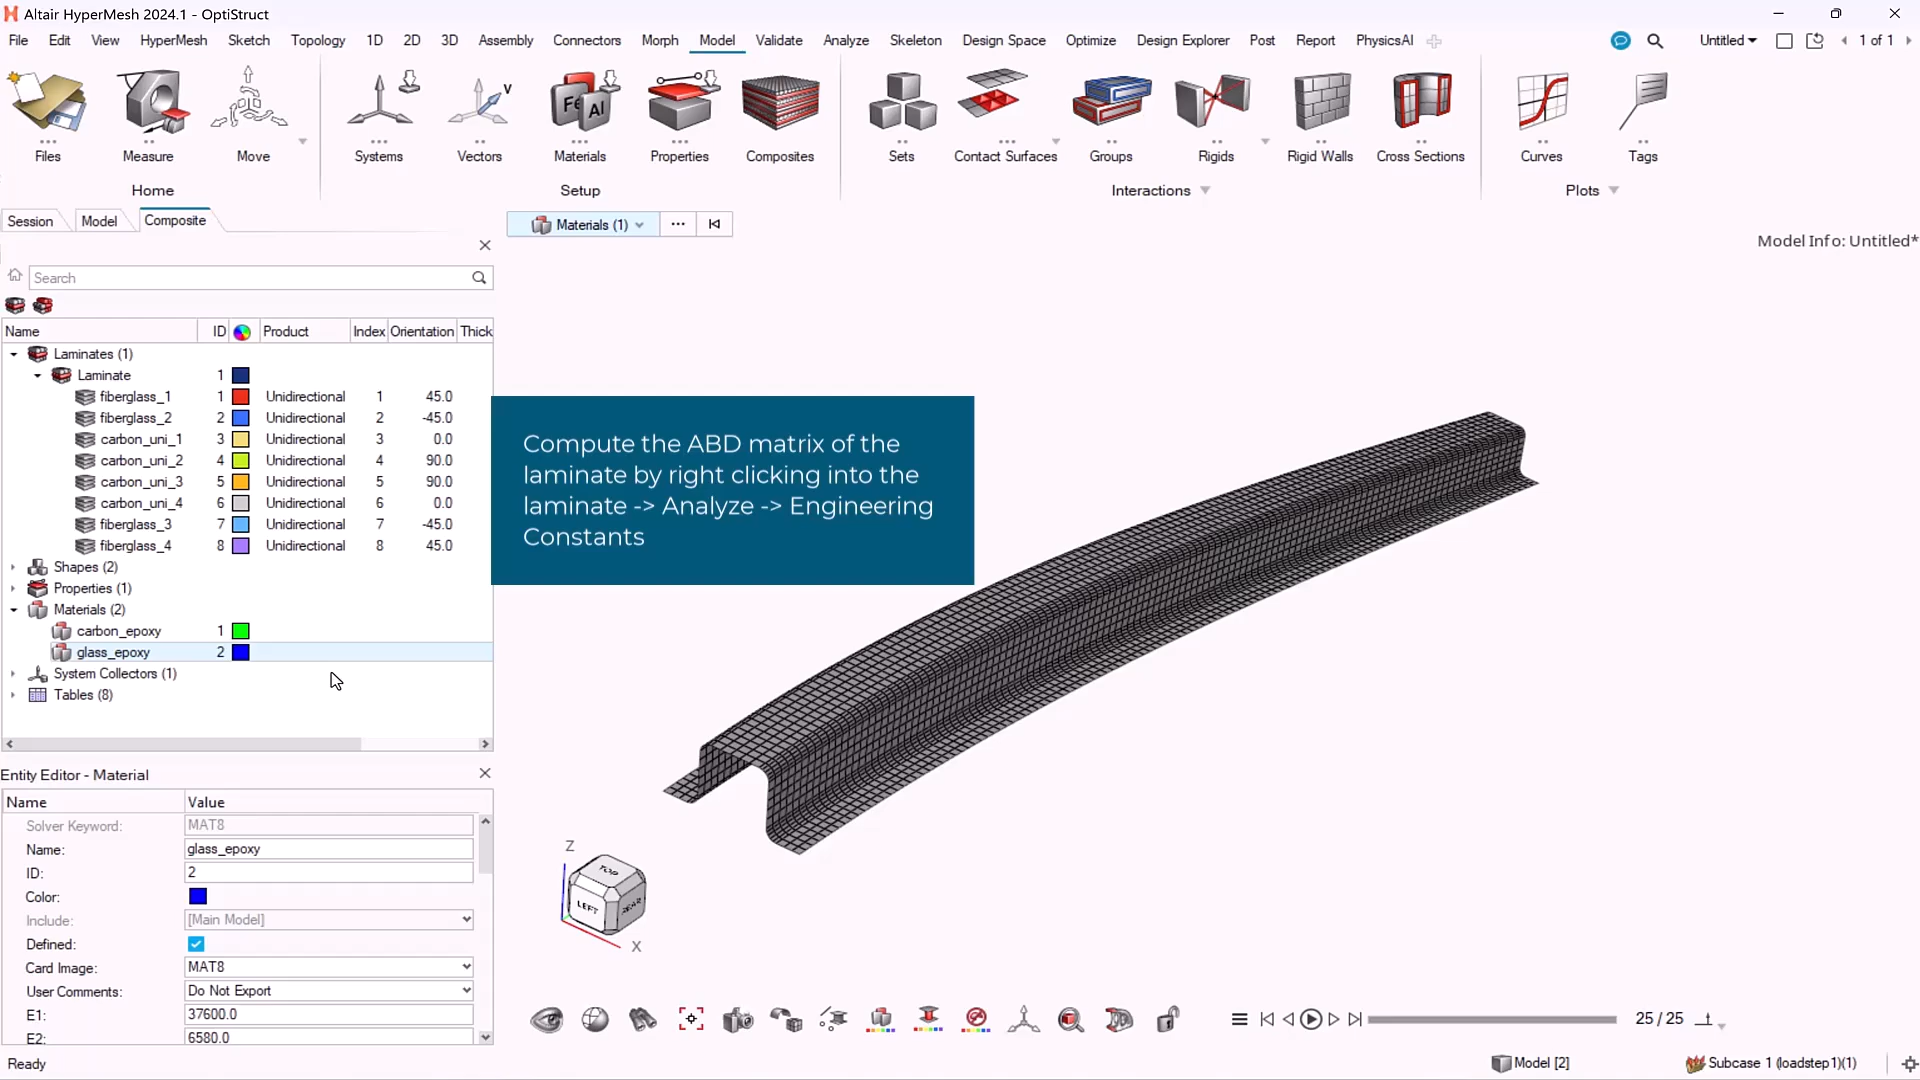 Altair HyperMesh 2024.1 - OptiStruct
File Edit View HyperMesh Sketch Topology 1D 2D 3D Assembly Connectors Morph Model Validate Analyze Skeleton Design Space Optimize Design Explorer Post Report PhysicsAI Untitled 1 of 1
Fe Al V
Files Measure Move Systems Vectors Materials Properties Composites Sets Contact Surfaces Groups Rigids Rigid Walls Cross Sections Curves Tags
Home Setup Interactions Plots
Session Model Composite
Materials (1)
Model Info: Untitled*
Search
Name ID Product Index Orientation Thick
Laminates (1)
Laminate 1
fiberglass_1 1 Unidirectional 1 45.0
fiberglass_2 2 Unidirectional 2 -45.0
carbon_uni_1 3 Unidirectional 3 0.0
carbon_uni_2 4 Unidirectional 4 90.0
carbon_uni_3 5 Unidirectional 5 90.0
carbon_uni_4 6 Unidirectional 6 0.0
fiberglass_3 7 Unidirectional 7 -45.0
fiberglass_4 8 Unidirectional 8 45.0
Shapes (2)
Properties (1)
Materials (2)
carbon_epoxy 1
glass_epoxy 2
System Collectors (1)
Tables (8)
Compute the ABD matrix of the
laminate by right clicking into the
laminate -> Analyze -> Engineering
Constants
Entity Editor - Material
Name Value
Solver Keyword: MAT8
Name: glass_epoxy
ID: 2
Color:
Include: [Main Model]
Defined:
Card Image: MAT8
User Comments: Do Not Export
E1: 37600.0
E2: 6580.0
Z
TOP
LEFT REAR
X
25 / 25
Ready
Model [2]
Subcase 1 (loadstep1)(1)